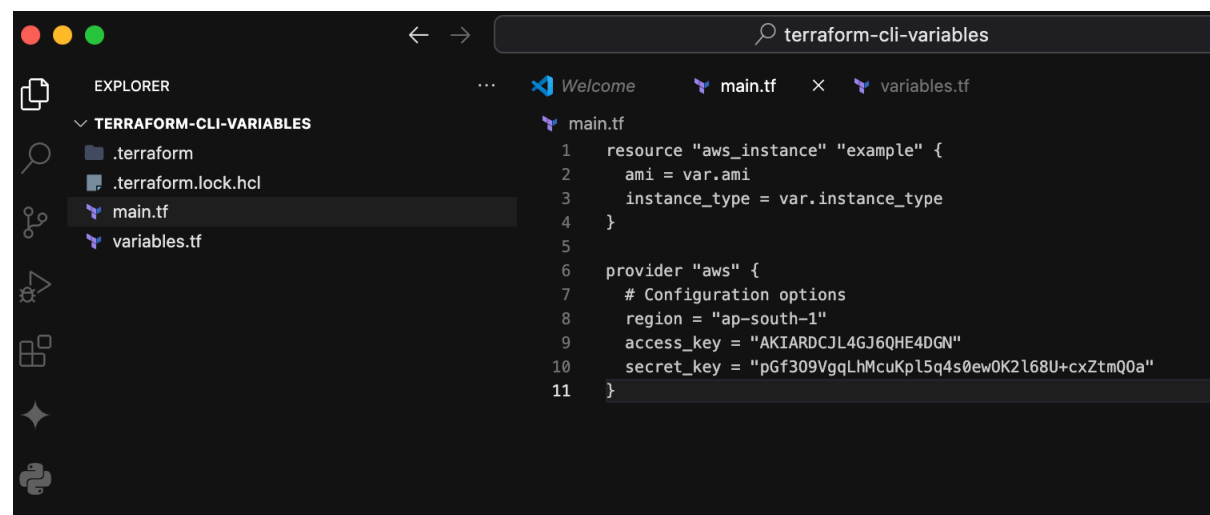 terraform-cli-variables
EXPLORER
···
Welcome
main.tf
variables.tf
TERRAFORM-CLI-VARIABLES
main.tf
.terraform
.terraform.lock.hcl
main.tf
variables.tf
1 resource "aws_instance" "example" {
2 ami = var.ami
3 instance_type = var.instance_type
4 }
5
6 provider "aws" {
7 # Configuration options
8 region = "ap-south-1"
9 access_key = "AKIARDCJL4GJ6QHE4DGN"
10 secret_key = "pGf3O9VgqLhMcuKpl5q4s0ewOK2l68U+cxZtmQOa"
11 }